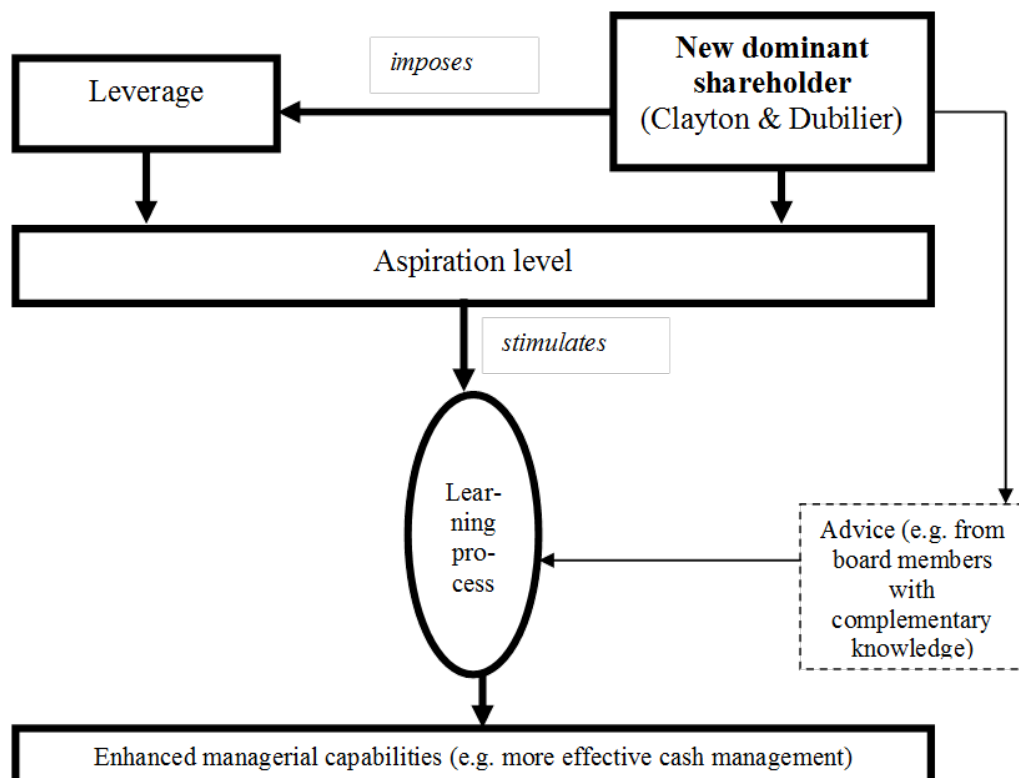 imposes
New dominant
shareholder
(Clayton & Dubilier)
Leverage
Aspiration level
stimulates
Lear-
ning
pro-
cess
Advice (e.g. from
board members
with
complementary
knowledge)
Enhanced managerial capabilities (e.g. more effective cash management)